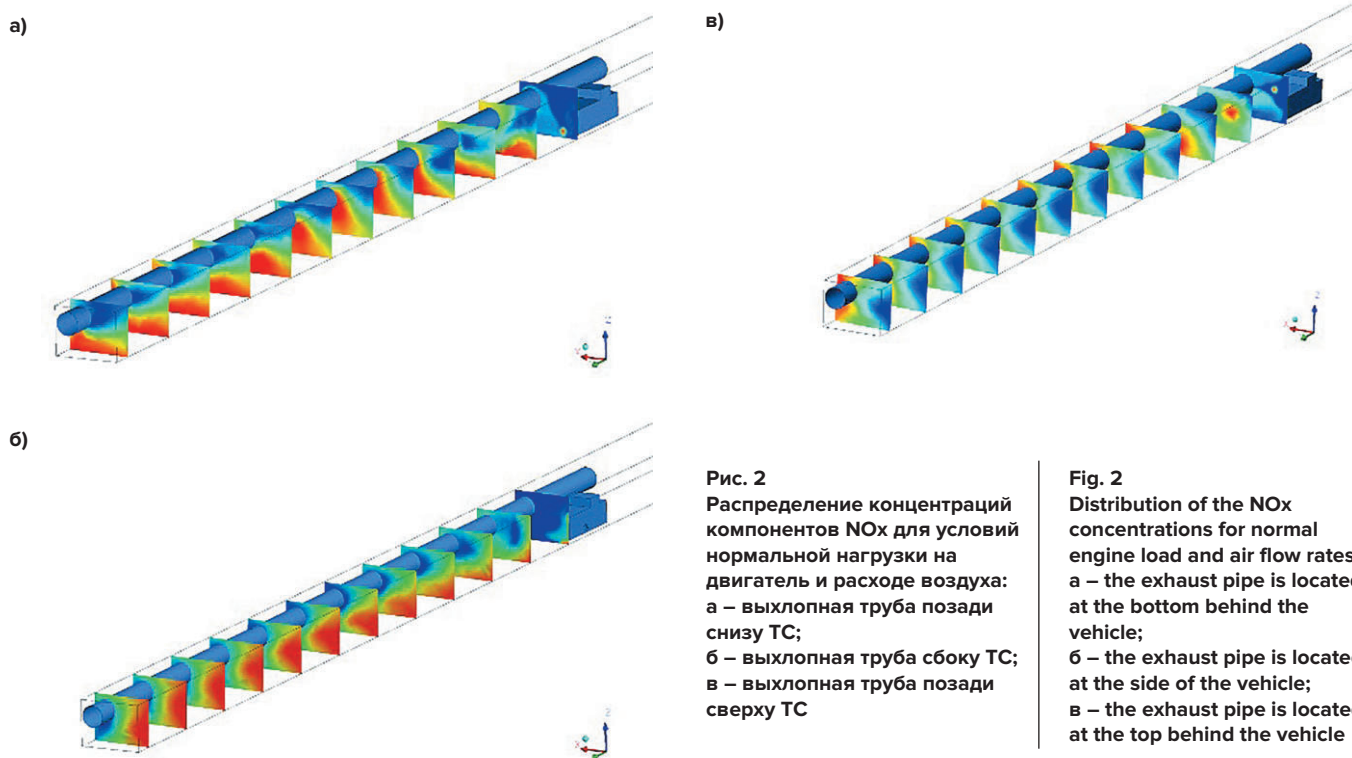 а)
в)
б)
Рис. 2
Распределение концентраций
компонентов NOx для условий
нормальной нагрузки на
двигатель и расходе воздуха:
а – выхлопная труба позади
снизу ТС;
б – выхлопная труба сбоку ТС;
в – выхлопная труба позади
сверху ТС
Fig. 2
Distribution of the NOx
concentrations for normal
engine load and air flow rates
а – the exhaust pipe is locate
at the bottom behind the
vehicle;
б – the exhaust pipe is locate
at the side of the vehicle;
в – the exhaust pipe is locate
at the top behind the vehicle